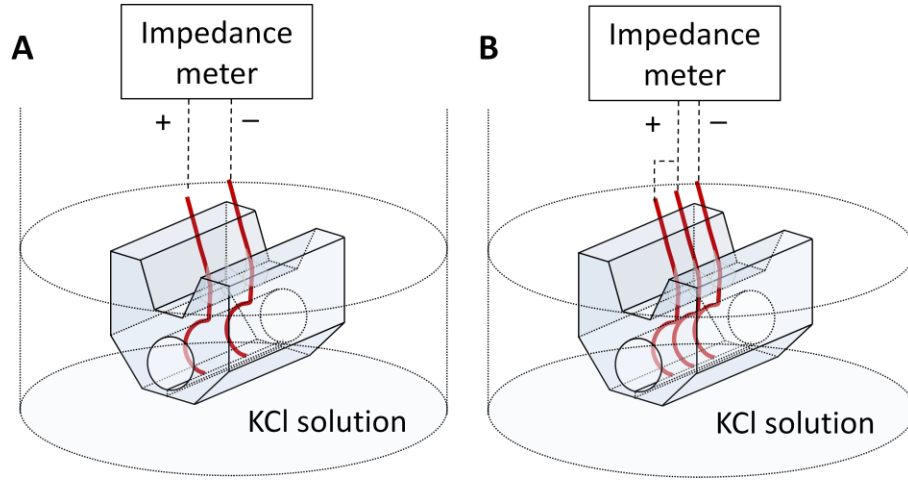 A
Impedance
meter
+ −
KCl solution
B
Impedance
meter
+ −
KCl solution